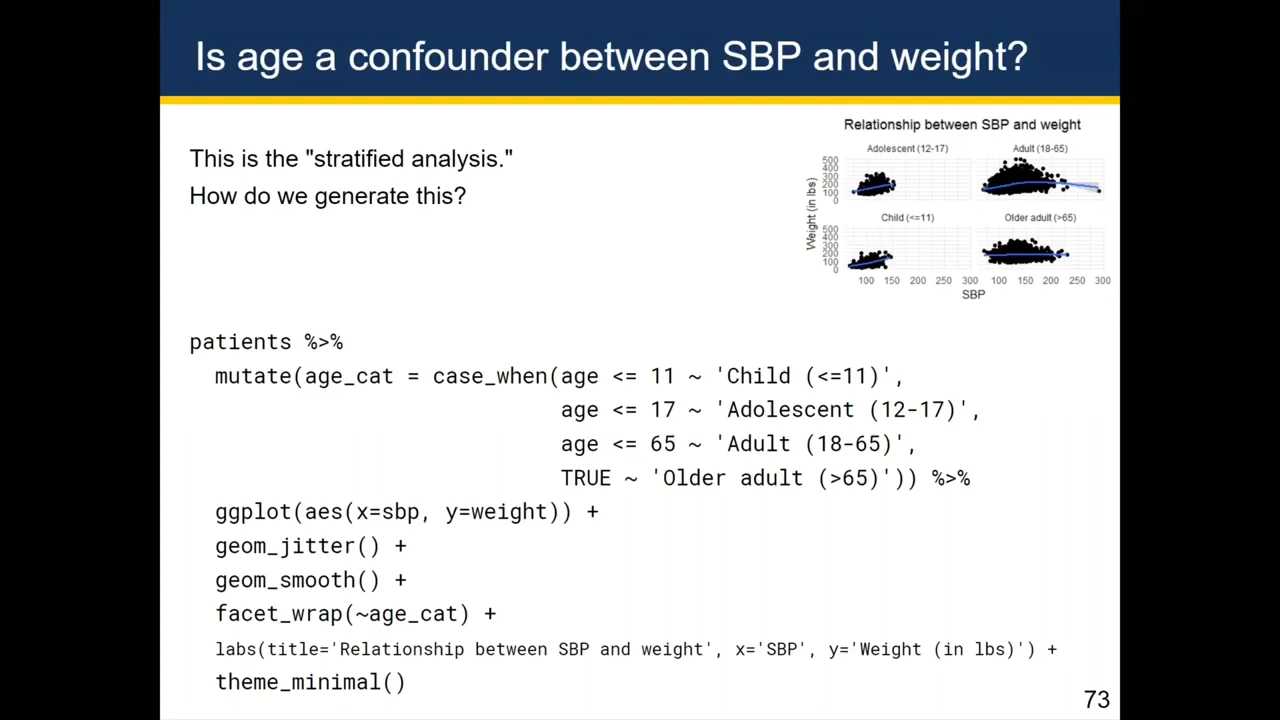 Is age a confounder between SBP and weight?
This is the "stratified analysis."
How do we generate this?
Relationship between SBP and weight
Adolescent (12-17)
Adult (18-65)
500
400
300
200
100
0
Child (<=11)
Older adult (>65)
500
400
300
200
100
0
Weight (in lbs)
100 150 200 250 300 100 150 200 250 300
SBP
patients %>%
mutate(age_cat = case_when(age <= 11 ~ 'Child (<=11)',
age <= 17 ~ 'Adolescent (12-17)',
age <= 65 ~ 'Adult (18-65)',
TRUE ~ 'Older adult (>65)')) %>%
ggplot(aes(x=sbp, y=weight)) +
geom_jitter() +
geom_smooth() +
facet_wrap(~age_cat) +
labs(title='Relationship between SBP and weight', x='SBP', y='Weight (in lbs)') +
theme_minimal()
73